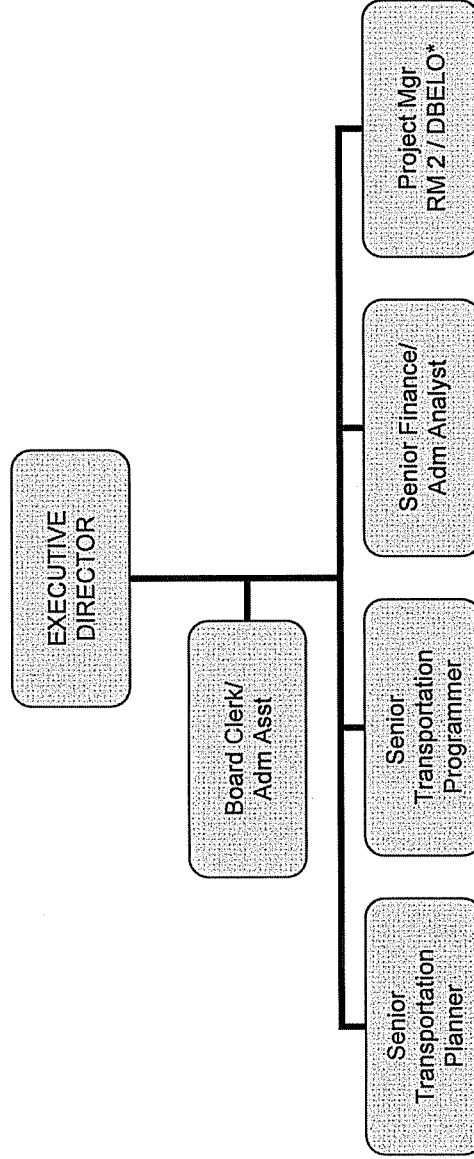 EXECUTIVE
DIRECTOR
Board Clerk/
Adm Asst
Senior
Transportation
Planner
Senior
Transportation
Programmer
Senior Finance/
Adm Analyst
Project Mgr
RM 2 / DBELO*